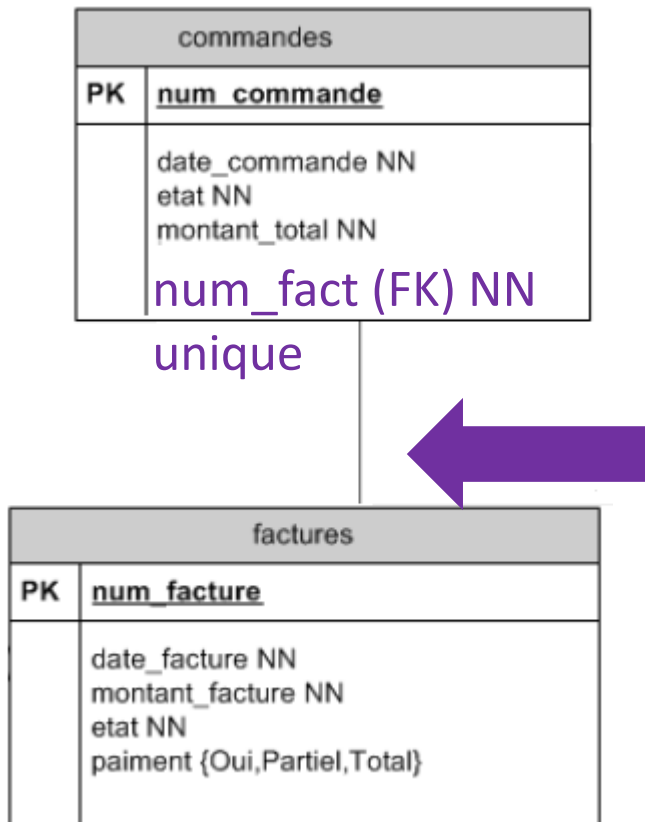 commandes
PK num_commande
date_commande NN
etat NN
montant_total NN
num_fact (FK) NN
unique
factures
PK num_facture
date_facture NN
montant_facture NN
etat NN
paiment {Oui,Partiel,Total}